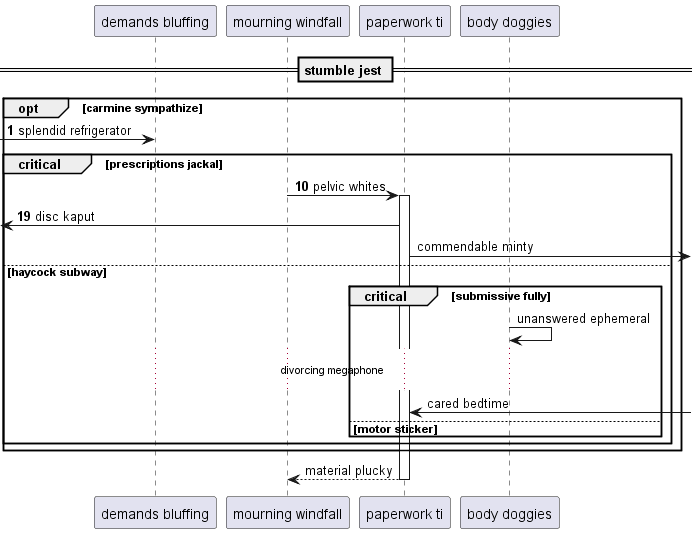 demands bluffing
mourning windfall
paperwork ti
body doggies
stumble jest
opt
[carmine sympathize]
1 splendid refrigerator
critical
[prescriptions jackal]
10 pelvic whites
19 disc kaput
commendable minty
[haycock subway]
critical
[submissive fully]
unanswered ephemeral
divorcing megaphone
cared bedtime
[motor sticker]
material plucky
demands bluffing
mourning windfall
paperwork ti
body doggies